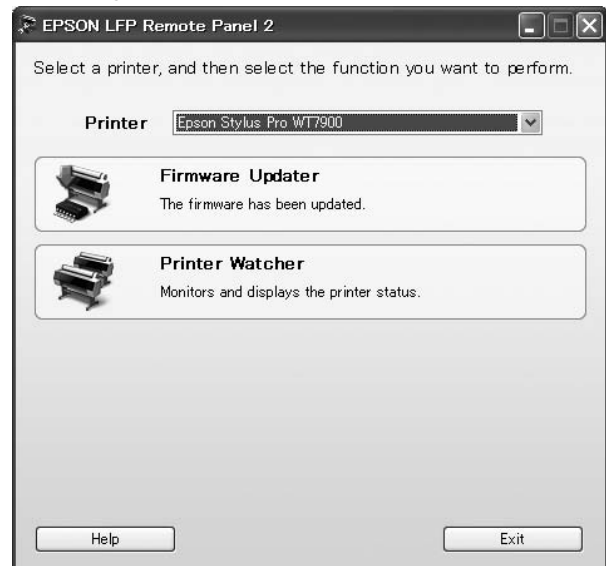 EPSON LFP Remote Panel 2
Select a printer, and then select the function you want to perform.
Printer Epson Stylus Pro WT7900
Firmware Updater
The firmware has been updated.
Printer Watcher
Monitors and displays the printer status.
Help Exit